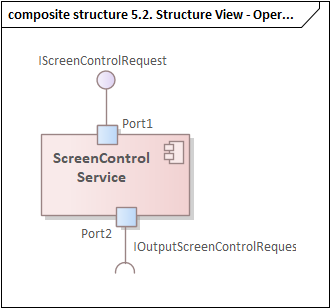 composite structure 5.2. Structure View - Oper...
IScreenControlRequest
Port1
ScreenControl
Service
Port2
IOutputScreenControlReques